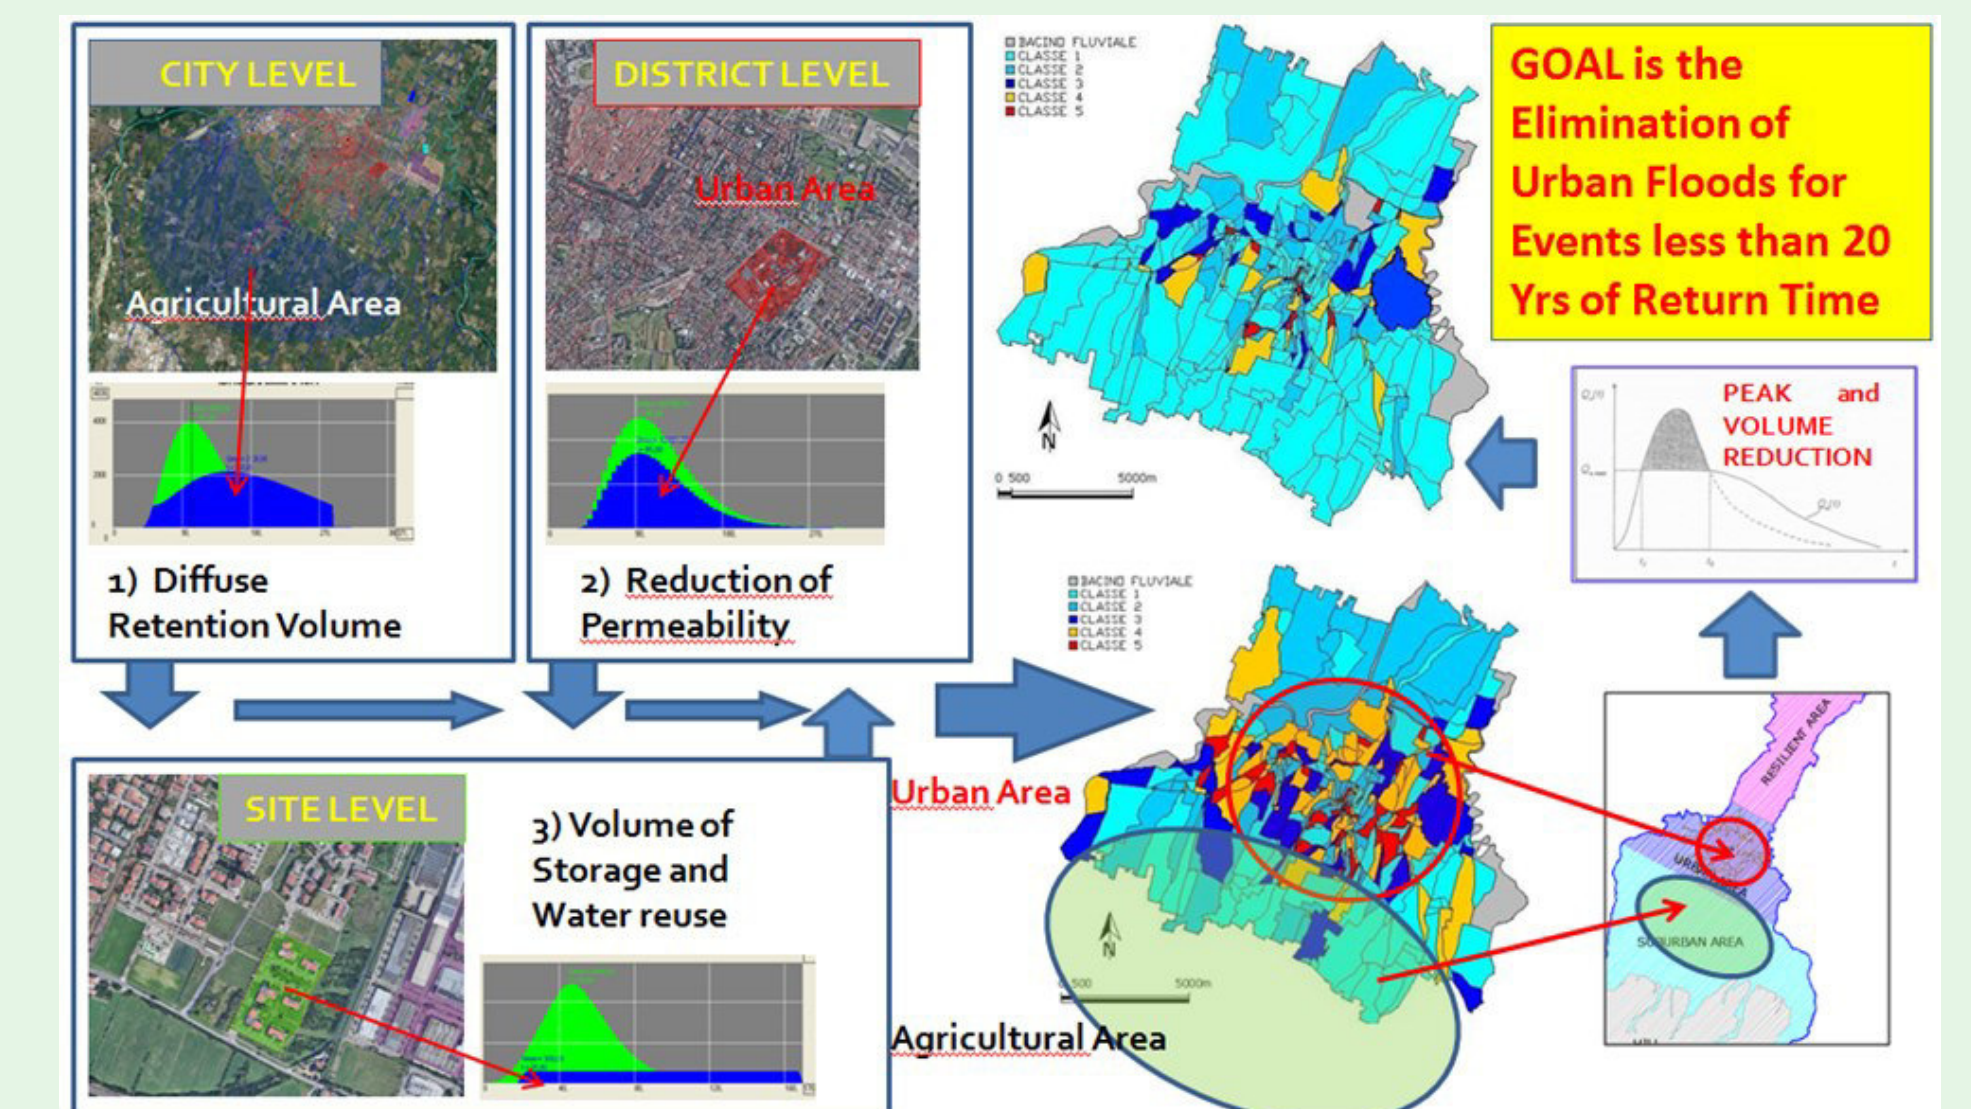 CITY LEVEL
Agricultural Area
1) Diffuse
Retention Volume
DISTRICT LEVEL
Urban Area
2) Reduction of
Permeability
SITE LEVEL
3) Volume of
Storage and
Water reuse
BACINO FLUVIALE
CLASSE 1
CLASSE 2
CLASSE 3
CLASSE 4
CLASSE 5
N
0 500 5000m
GOAL is the
Elimination of
Urban Floods for
Events less than 20
Yrs of Return Time
PEAK and
VOLUME
REDUCTION
BACINO FLUVIALE
CLASSE 1
CLASSE 2
CLASSE 3
CLASSE 4
CLASSE 5
Urban Area
N
500 5000m
Agricultural Area
RESILIENT AREA
SUBURBAN AREA